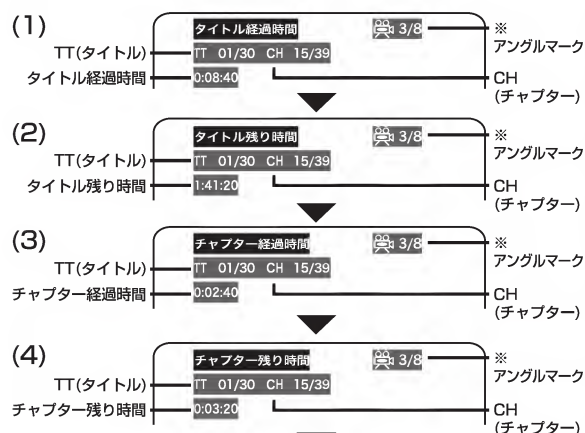 (1)
タイトル経過時間 3/8 ※
アングルマーク
TT(タイトル) TT 01/30 CH 15/39
タイトル経過時間 0:08:40 CH
(チャプター)
(2)
タイトル残り時間 3/8 ※
アングルマーク
TT(タイトル) TT 01/30 CH 15/39
タイトル残り時間 1:41:20 CH
(チャプター)
(3)
チャプター経過時間 3/8 ※
アングルマーク
TT(タイトル) TT 01/30 CH 15/39
チャプター経過時間 0:02:40 CH
(チャプター)
(4)
チャプター残り時間 3/8 ※
アングルマーク
TT(タイトル) TT 01/30 CH 15/39
チャプター残り時間 0:03:20 CH
(チャプター)